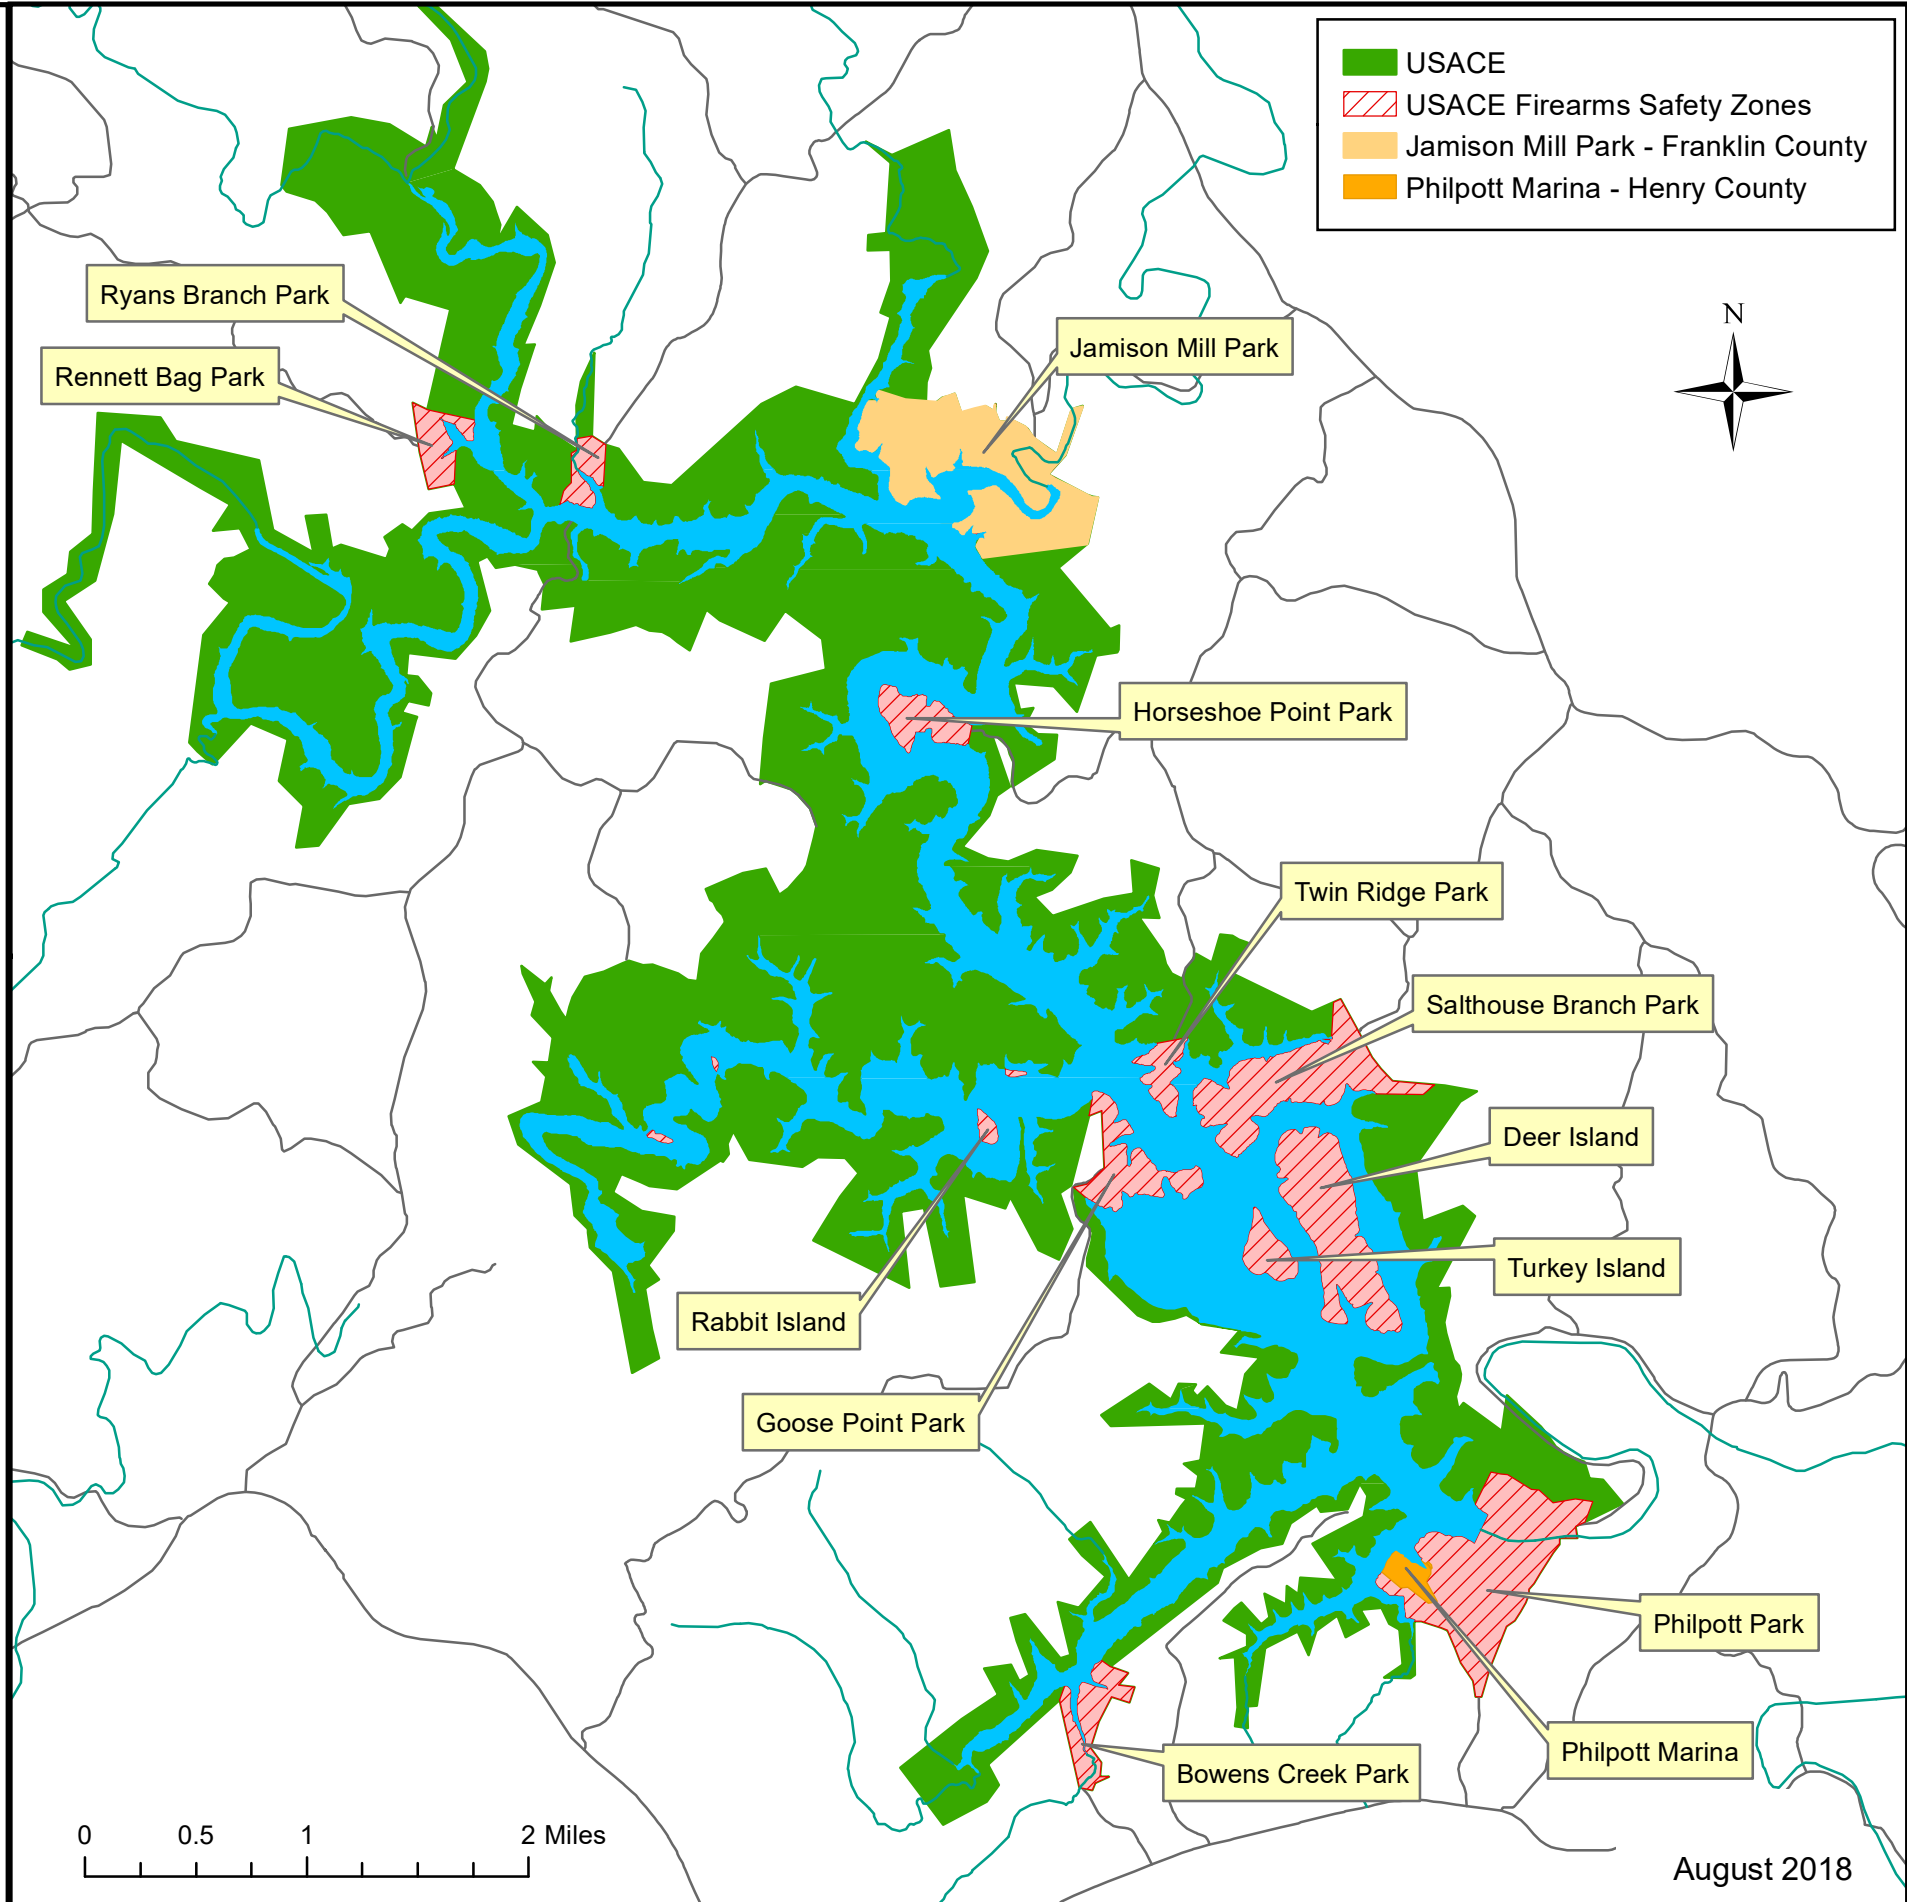 USACE
USACE Firearms Safety Zones
Jamison Mill Park - Franklin County
Philpott Marina - Henry County
N
Ryans Branch Park
Jamison Mill Park
Rennett Bag Park
Horseshoe Point Park
Twin Ridge Park
Salthouse Branch Park
Deer Island
Turkey Island
Rabbit Island
Goose Point Park
Philpott Park
Philpott Marina
Bowens Creek Park
0 0.5 1 2 Miles
August 2018